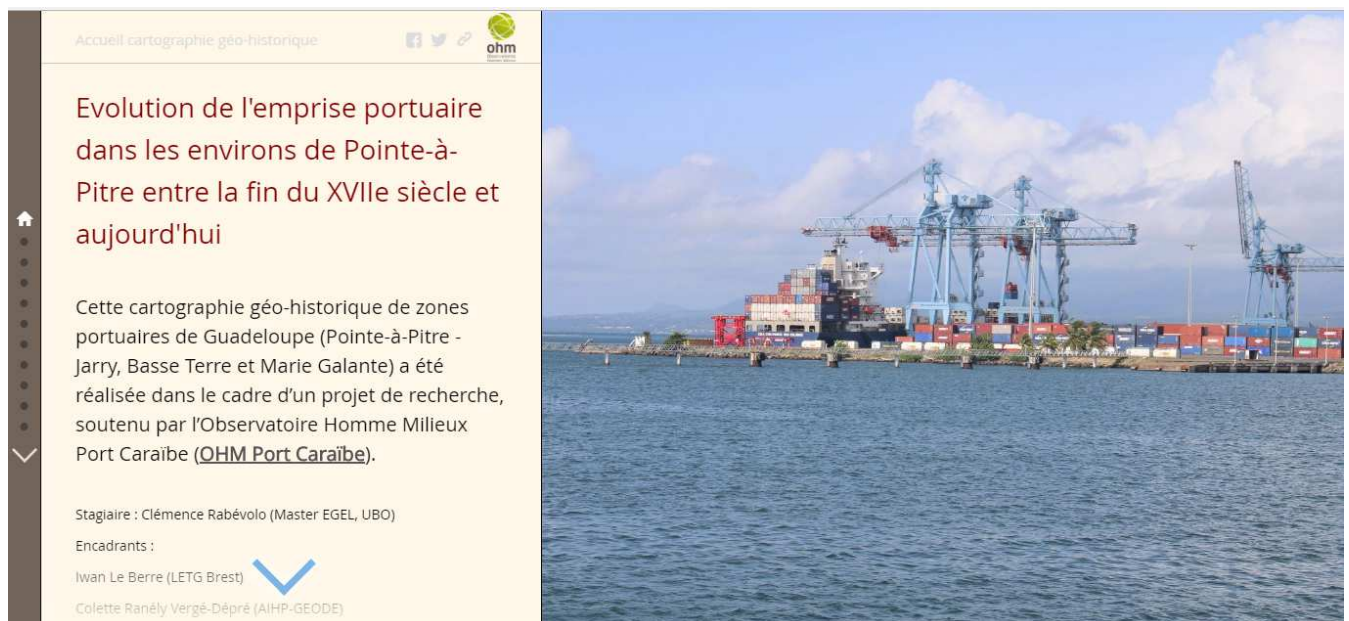 Accueil cartographie géo-historique
ohm
Evolution de l'emprise portuaire
dans les environs de Pointe-à-
Pitre entre la fin du XVIIe siècle et
aujourd'hui
Cette cartographie géo-historique de zones
portuaires de Guadeloupe (Pointe-à-Pitre -
Jarry, Basse Terre et Marie Galante) a été
réalisée dans le cadre d’un projet de recherche,
soutenu par l’Observatoire Homme Milieux
Port Caraïbe (OHM Port Caraïbe).
Stagiaire : Clémence Rabévolo (Master EGEL, UBO)
Encadrants :
Iwan Le Berre (LETG Brest)
Colette Ranély Vergé-Dépré (AIHP-GEODE)